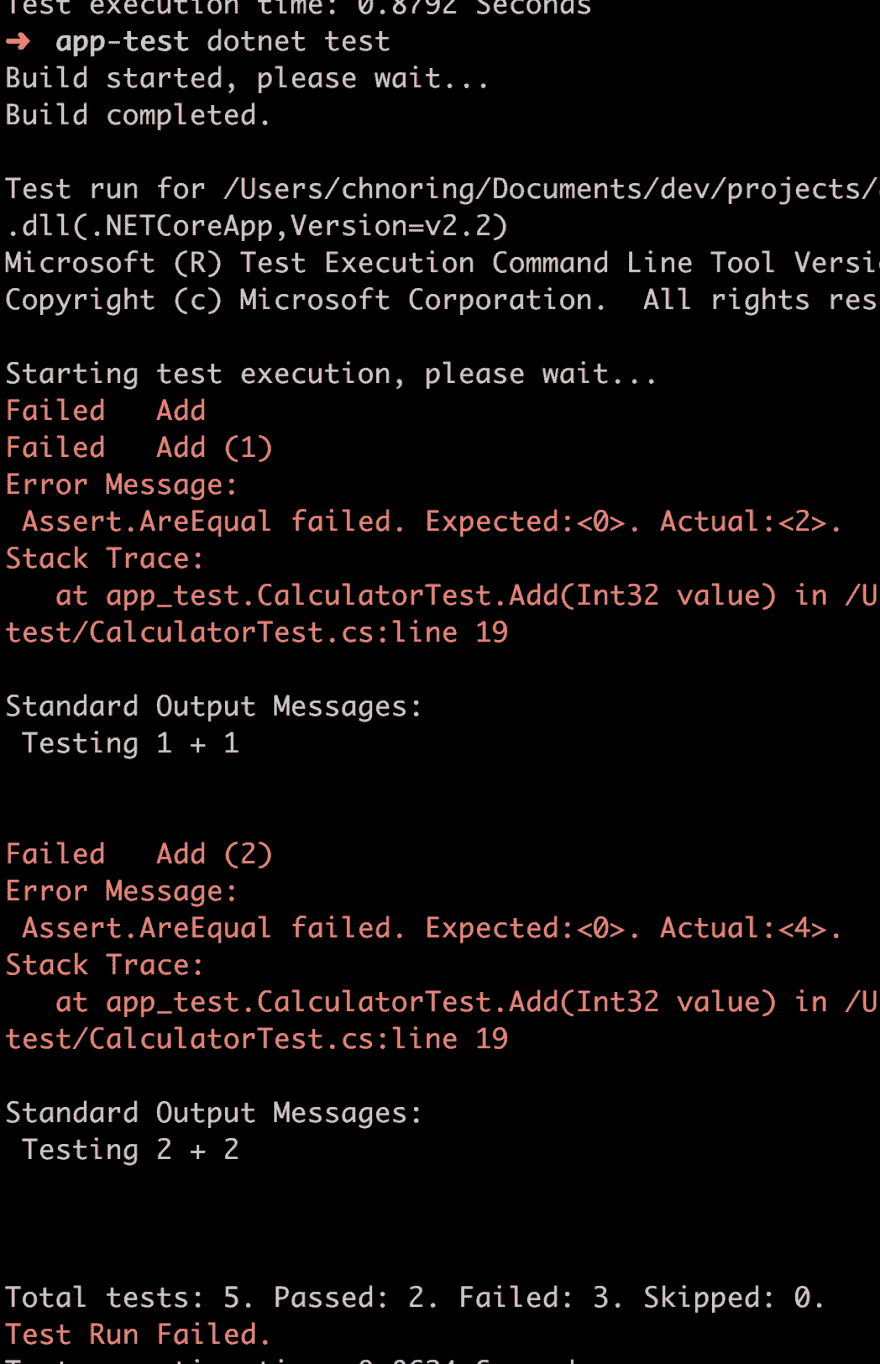 Test execution time: 0.8792 Seconds
➜ app-test dotnet test
Build started, please wait...
Build completed.
Test run for /Users/chnoring/Documents/dev/projects/
.dll(.NETCoreApp,Version=v2.2)
Microsoft (R) Test Execution Command Line Tool Versi
Copyright (c) Microsoft Corporation.  All rights res
Starting test execution, please wait...
Failed   Add
Failed   Add (1)
Error Message:
 Assert.AreEqual failed. Expected:<0>. Actual:<2>.
Stack Trace:
   at app_test.CalculatorTest.Add(Int32 value) in /U
test/CalculatorTest.cs:line 19
Standard Output Messages:
 Testing 1 + 1
Failed   Add (2)
Error Message:
 Assert.AreEqual failed. Expected:<0>. Actual:<4>.
Stack Trace:
   at app_test.CalculatorTest.Add(Int32 value) in /U
test/CalculatorTest.cs:line 19
Standard Output Messages:
 Testing 2 + 2
Total tests: 5. Passed: 2. Failed: 3. Skipped: 0.
Test Run Failed.